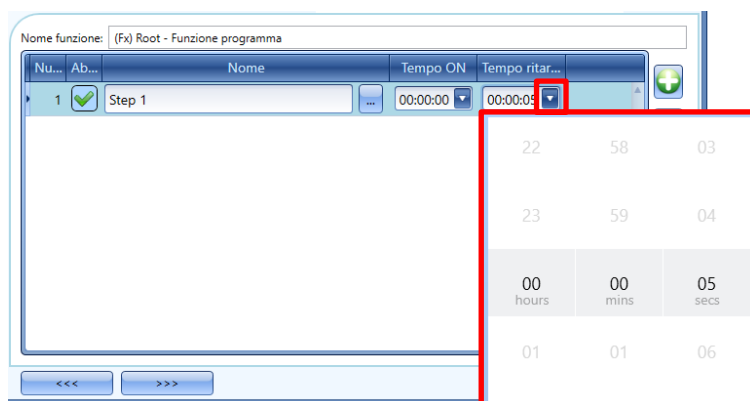 Nome funzione: (Fx) Root - Funzione programma
Nu... Ab... Nome Tempo ON Tempo ritar...
1 Step 1 ... 00:00:00 00:00:05
22 58 03
23 59 04
00 00 05
hours mins secs
01 01 06
<<< >>>